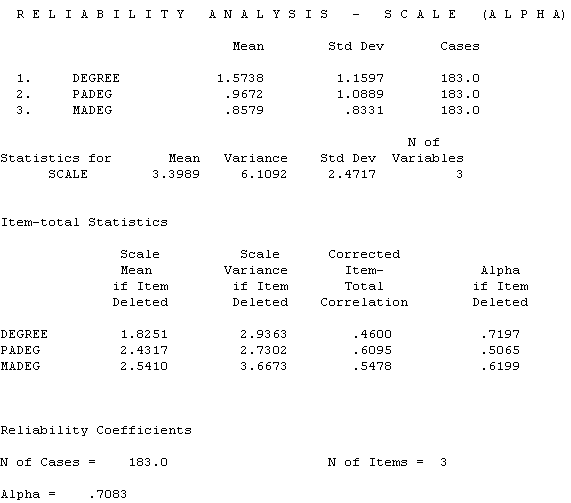 R E L I A B I L I T Y   A N A L Y S I S   -   S C A L E   (A L P H A)
Mean Std Dev Cases
1. DEGREE 1.5738 1.1597 183.0
2. PADEG .9672 1.0889 183.0
3. MADEG .8579 .8331 183.0
N of
Statistics for Mean Variance Std Dev Variables
SCALE 3.3989 6.1092 2.4717 3
Item-total Statistics
Scale Scale Corrected
Mean Variance Item- Alpha
if Item if Item Total if Item
Deleted Deleted Correlation Deleted
DEGREE 1.8251 2.9363 .4600 .7197
PADEG 2.4317 2.7302 .6095 .5065
MADEG 2.5410 3.6673 .5478 .6199
Reliability Coefficients
N of Cases = 183.0 N of Items = 3
Alpha = .7083